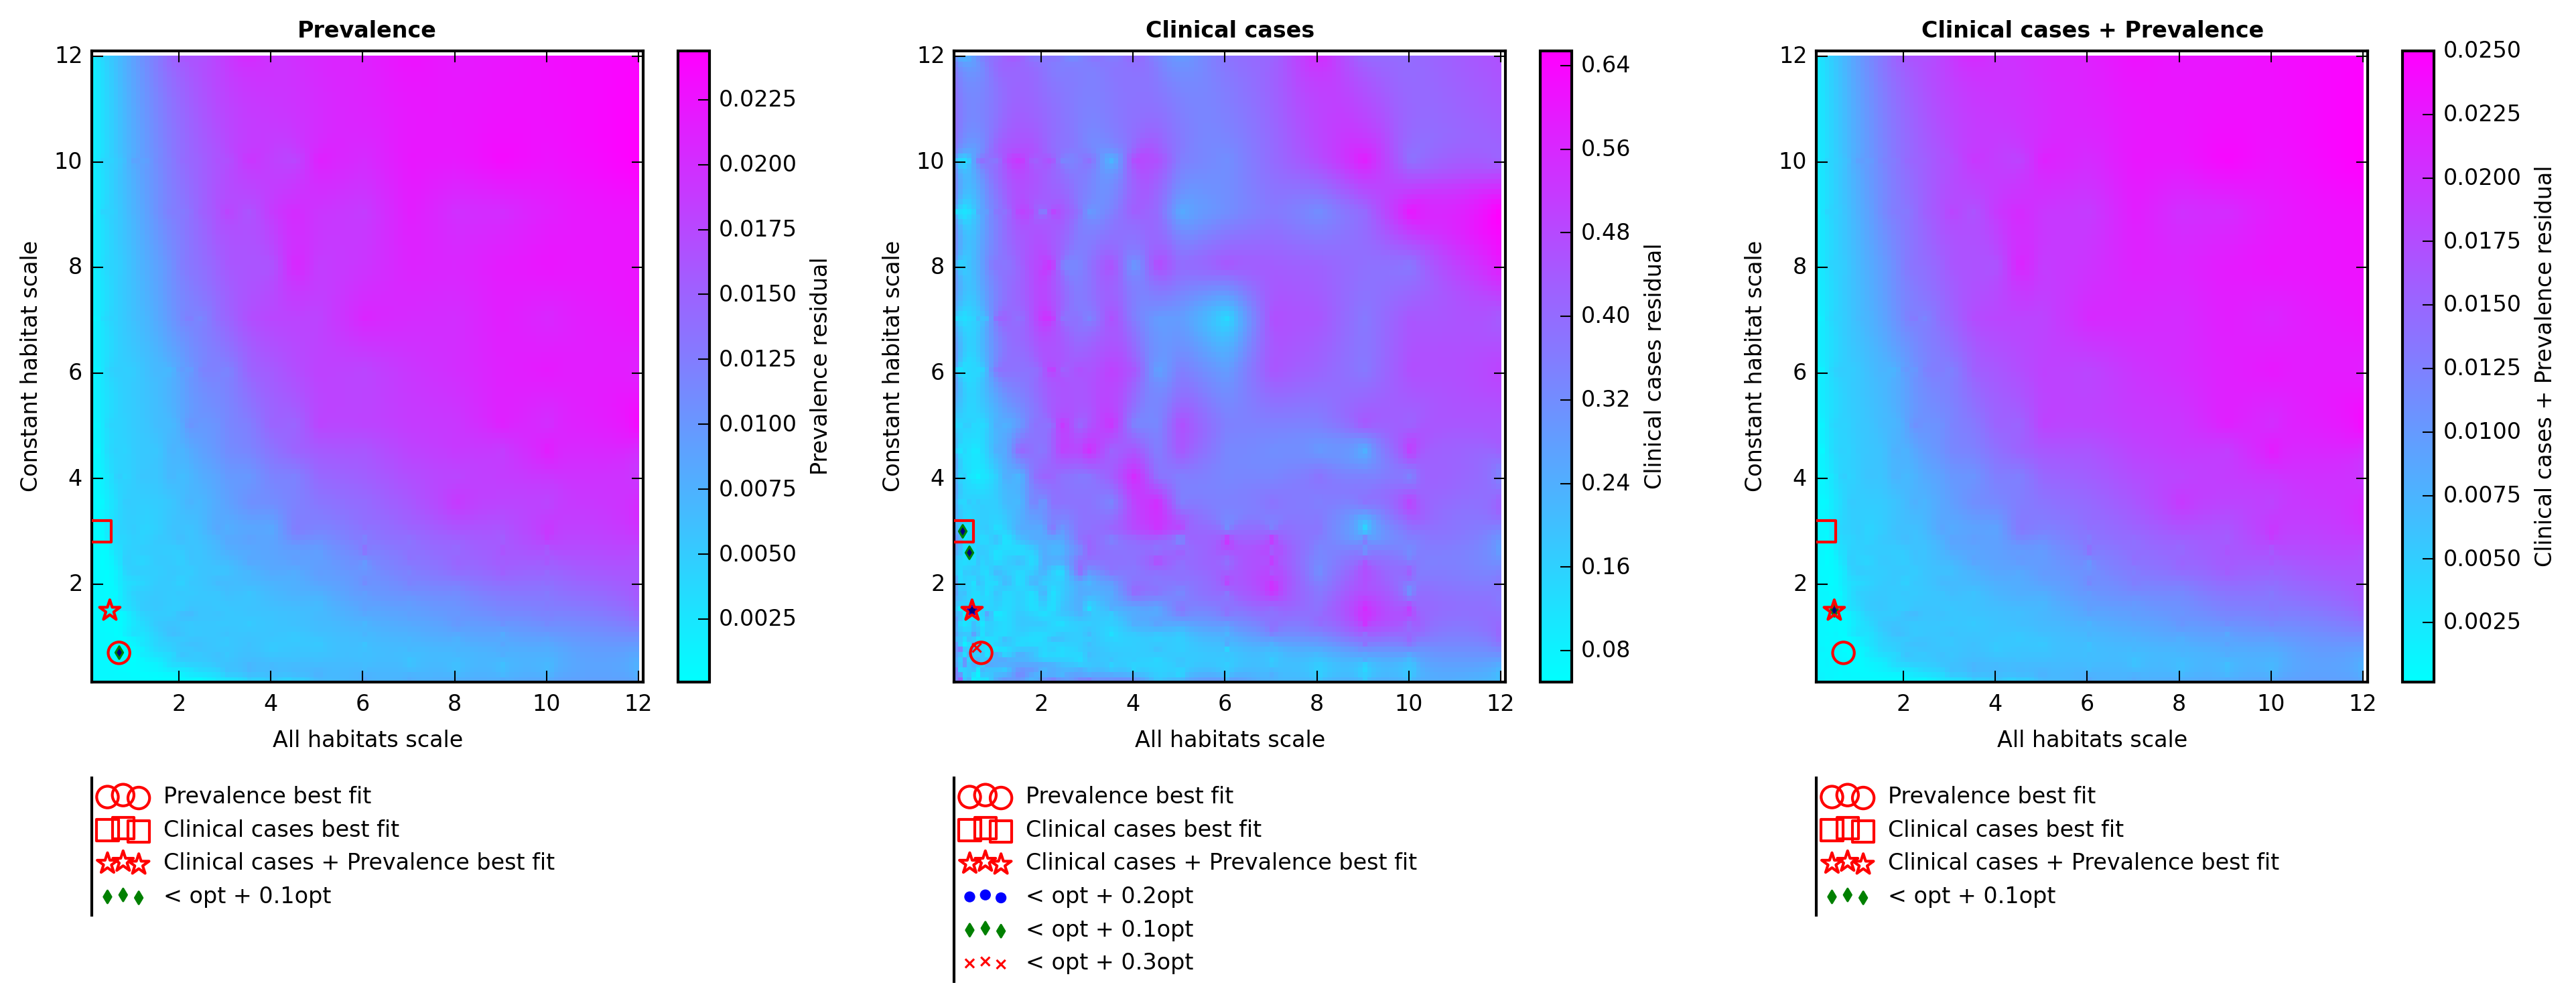 Prevalence
12
10
8
6
4
2
2
4
6
8
10
12
Constant habitat scale
All habitats scale
0.0225
0.0200
0.0175
0.0150
0.0125
0.0100
0.0075
0.0050
0.0025
Prevalence residual
Prevalence best fit
Clinical cases best fit
Clinical cases + Prevalence best fit
< opt + 0.1opt
Clinical cases
12
10
8
6
4
2
2
4
6
8
10
12
Constant habitat scale
All habitats scale
0.64
0.56
0.48
0.40
0.32
0.24
0.16
0.08
Clinical cases residual
Prevalence best fit
Clinical cases best fit
Clinical cases + Prevalence best fit
< opt + 0.2opt
< opt + 0.1opt
< opt + 0.3opt
Clinical cases + Prevalence
12
10
8
6
4
2
2
4
6
8
10
12
Constant habitat scale
All habitats scale
0.0250
0.0225
0.0200
0.0175
0.0150
0.0125
0.0100
0.0075
0.0050
0.0025
Clinical cases + Prevalence residual
Prevalence best fit
Clinical cases best fit
Clinical cases + Prevalence best fit
< opt + 0.1opt